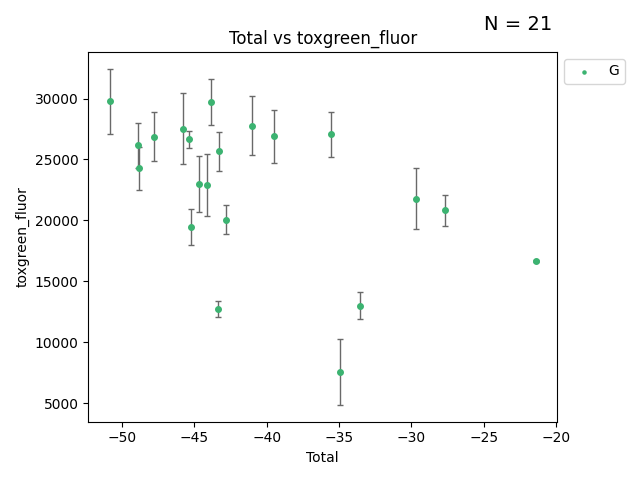 N = 21
Total vs toxgreen_fluor
G
30000
25000
20000
15000
10000
5000
toxgreen_fluor
−50 −45 −40 −35 −30 −25 −20
Total